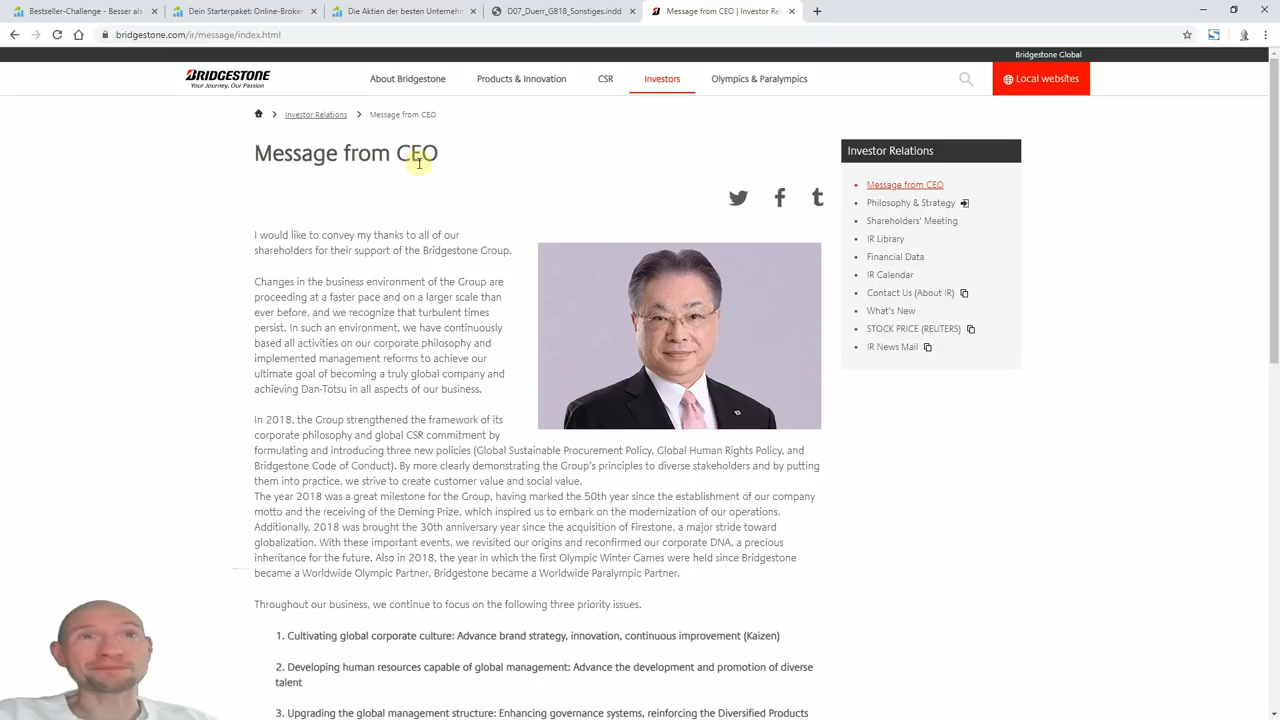 Bestseller-Challenge - Besser als
Dein Starterpaket: Online-Broker
Die Aktien der besten Unternehm
D07_Duerr_GB18_Sonstiges.indd
Message from CEO | Investor Rel
bridgestone.com/ir/message/index.html
Bridgestone Global
BRIDGESTONE
Your Journey, Our Passion
About Bridgestone
Products & Innovation
CSR
Investors
Olympics & Paralympics
Local websites
Investor Relations
Message from CEO
Message from CEO
I would like to convey my thanks to all of our
shareholders for their support of the Bridgestone Group.
Changes in the business environment of the Group are
proceeding at a faster pace and on a larger scale than
ever before, and we recognize that turbulent times
persist. In such an environment, we have continuously
based all activities on our corporate philosophy and
implemented management reforms to achieve our
ultimate goal of becoming a truly global company and
achieving Dan-Totsu in all aspects of our business.
In 2018, the Group strengthened the framework of its
corporate philosophy and global CSR commitment by
formulating and introducing three new policies (Global Sustainable Procurement Policy, Global Human Rights Policy, and
Bridgestone Code of Conduct). By more clearly demonstrating the Group's principles to diverse stakeholders and by putting
them into practice, we strive to create customer value and social value.
The year 2018 was a great milestone for the Group, having marked the 50th year since the establishment of our company
motto and the receiving of the Deming Prize, which inspired us to embark on the modernization of our operations.
Additionally, 2018 was brought the 30th anniversary year since the acquisition of Firestone, a major stride toward
globalization. With these important events, we revisited our origins and reconfirmed our corporate DNA, a precious
inheritance for the future. Also in 2018, the year in which the first Olympic Winter Games were held since Bridgestone
became a Worldwide Olympic Partner, Bridgestone became a Worldwide Paralympic Partner.
Throughout our business, we continue to focus on the following three priority issues.
1. Cultivating global corporate culture: Advance brand strategy, innovation, continuous improvement (Kaizen)
2. Developing human resources capable of global management: Advance the development and promotion of diverse
talent
3. Upgrading the global management structure: Enhancing governance systems, reinforcing the Diversified Products
Investor Relations
Message from CEO
Philosophy & Strategy
Shareholders' Meeting
IR Library
Financial Data
IR Calendar
Contact Us (About IR)
What's New
STOCK PRICE (REUTERS)
IR News Mail